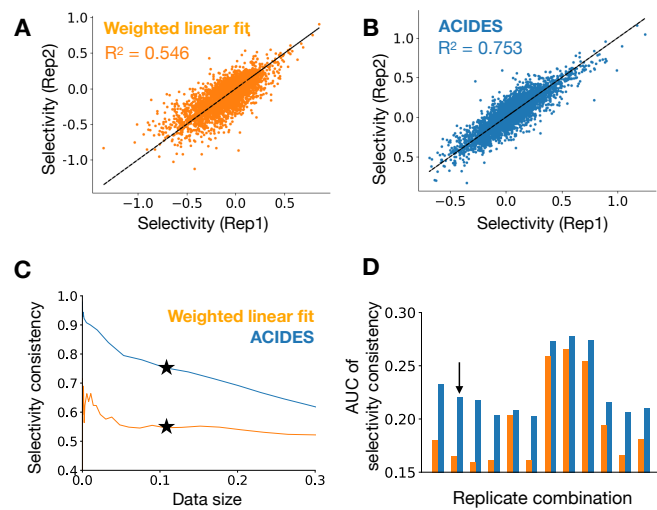 A
Weighted linear fit
R² = 0.546
Selectivity (Rep2)
1.0
0.5
0.0
-0.5
-1.0
−1.0
−0.5
0.0
0.5
Selectivity (Rep1)
B
ACIDES
R² = 0.753
Selectivity (Rep2)
1.0
0.5
0.0
0.5
−0.5
0.0
0.5
1.0
Selectivity (Rep1)
C
Weighted linear fit
ACIDES
Selectivity consistency
1.0
0.9
0.8
0.7
0.6
0.5
0.4
0.0
0.1
0.2
0.3
Data size
D
AUC of
selectivity consistency
0.30
0.25
0.20
0.15
Replicate combination